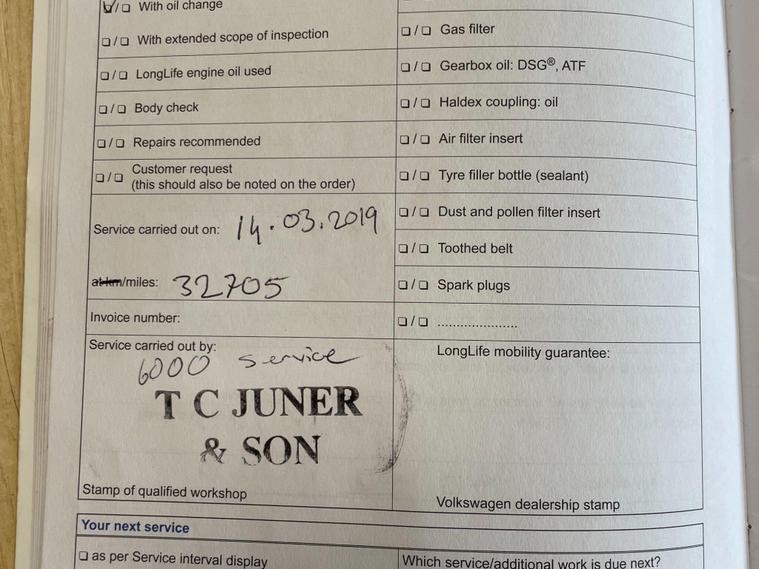 ☑/☐ With oil change
☐/☐ With extended scope of inspection
☐/☐ LongLife engine oil used
☐/☐ Body check
☐/☐ Repairs recommended
☐/☐ Customer request
(this should also be noted on the order)
Service carried out on: 14.03.2019
at km/miles: 32705
Invoice number:
Service carried out by:
6000 service
T C JUNER
& SON
Stamp of qualified workshop
☐/☐ Gas filter
☐/☐ Gearbox oil: DSG®, ATF
☐/☐ Haldex coupling: oil
☐/☐ Air filter insert
☐/☐ Tyre filler bottle (sealant)
☐/☐ Dust and pollen filter insert
☐/☐ Toothed belt
☐/☐ Spark plugs
☐/☐ .....................
LongLife mobility guarantee:
Volkswagen dealership stamp
Your next service
☐ as per Service interval display
Which service/additional work is due next?